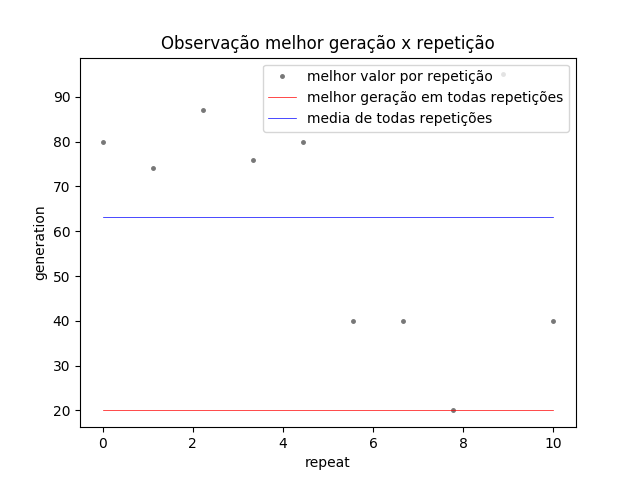 Observação melhor geração x repetição
melhor valor por repetição
melhor geração em todas repetições
media de todas repetições
90
80
70
60
50
40
30
20
generation
0 2 4 6 8 10
repeat